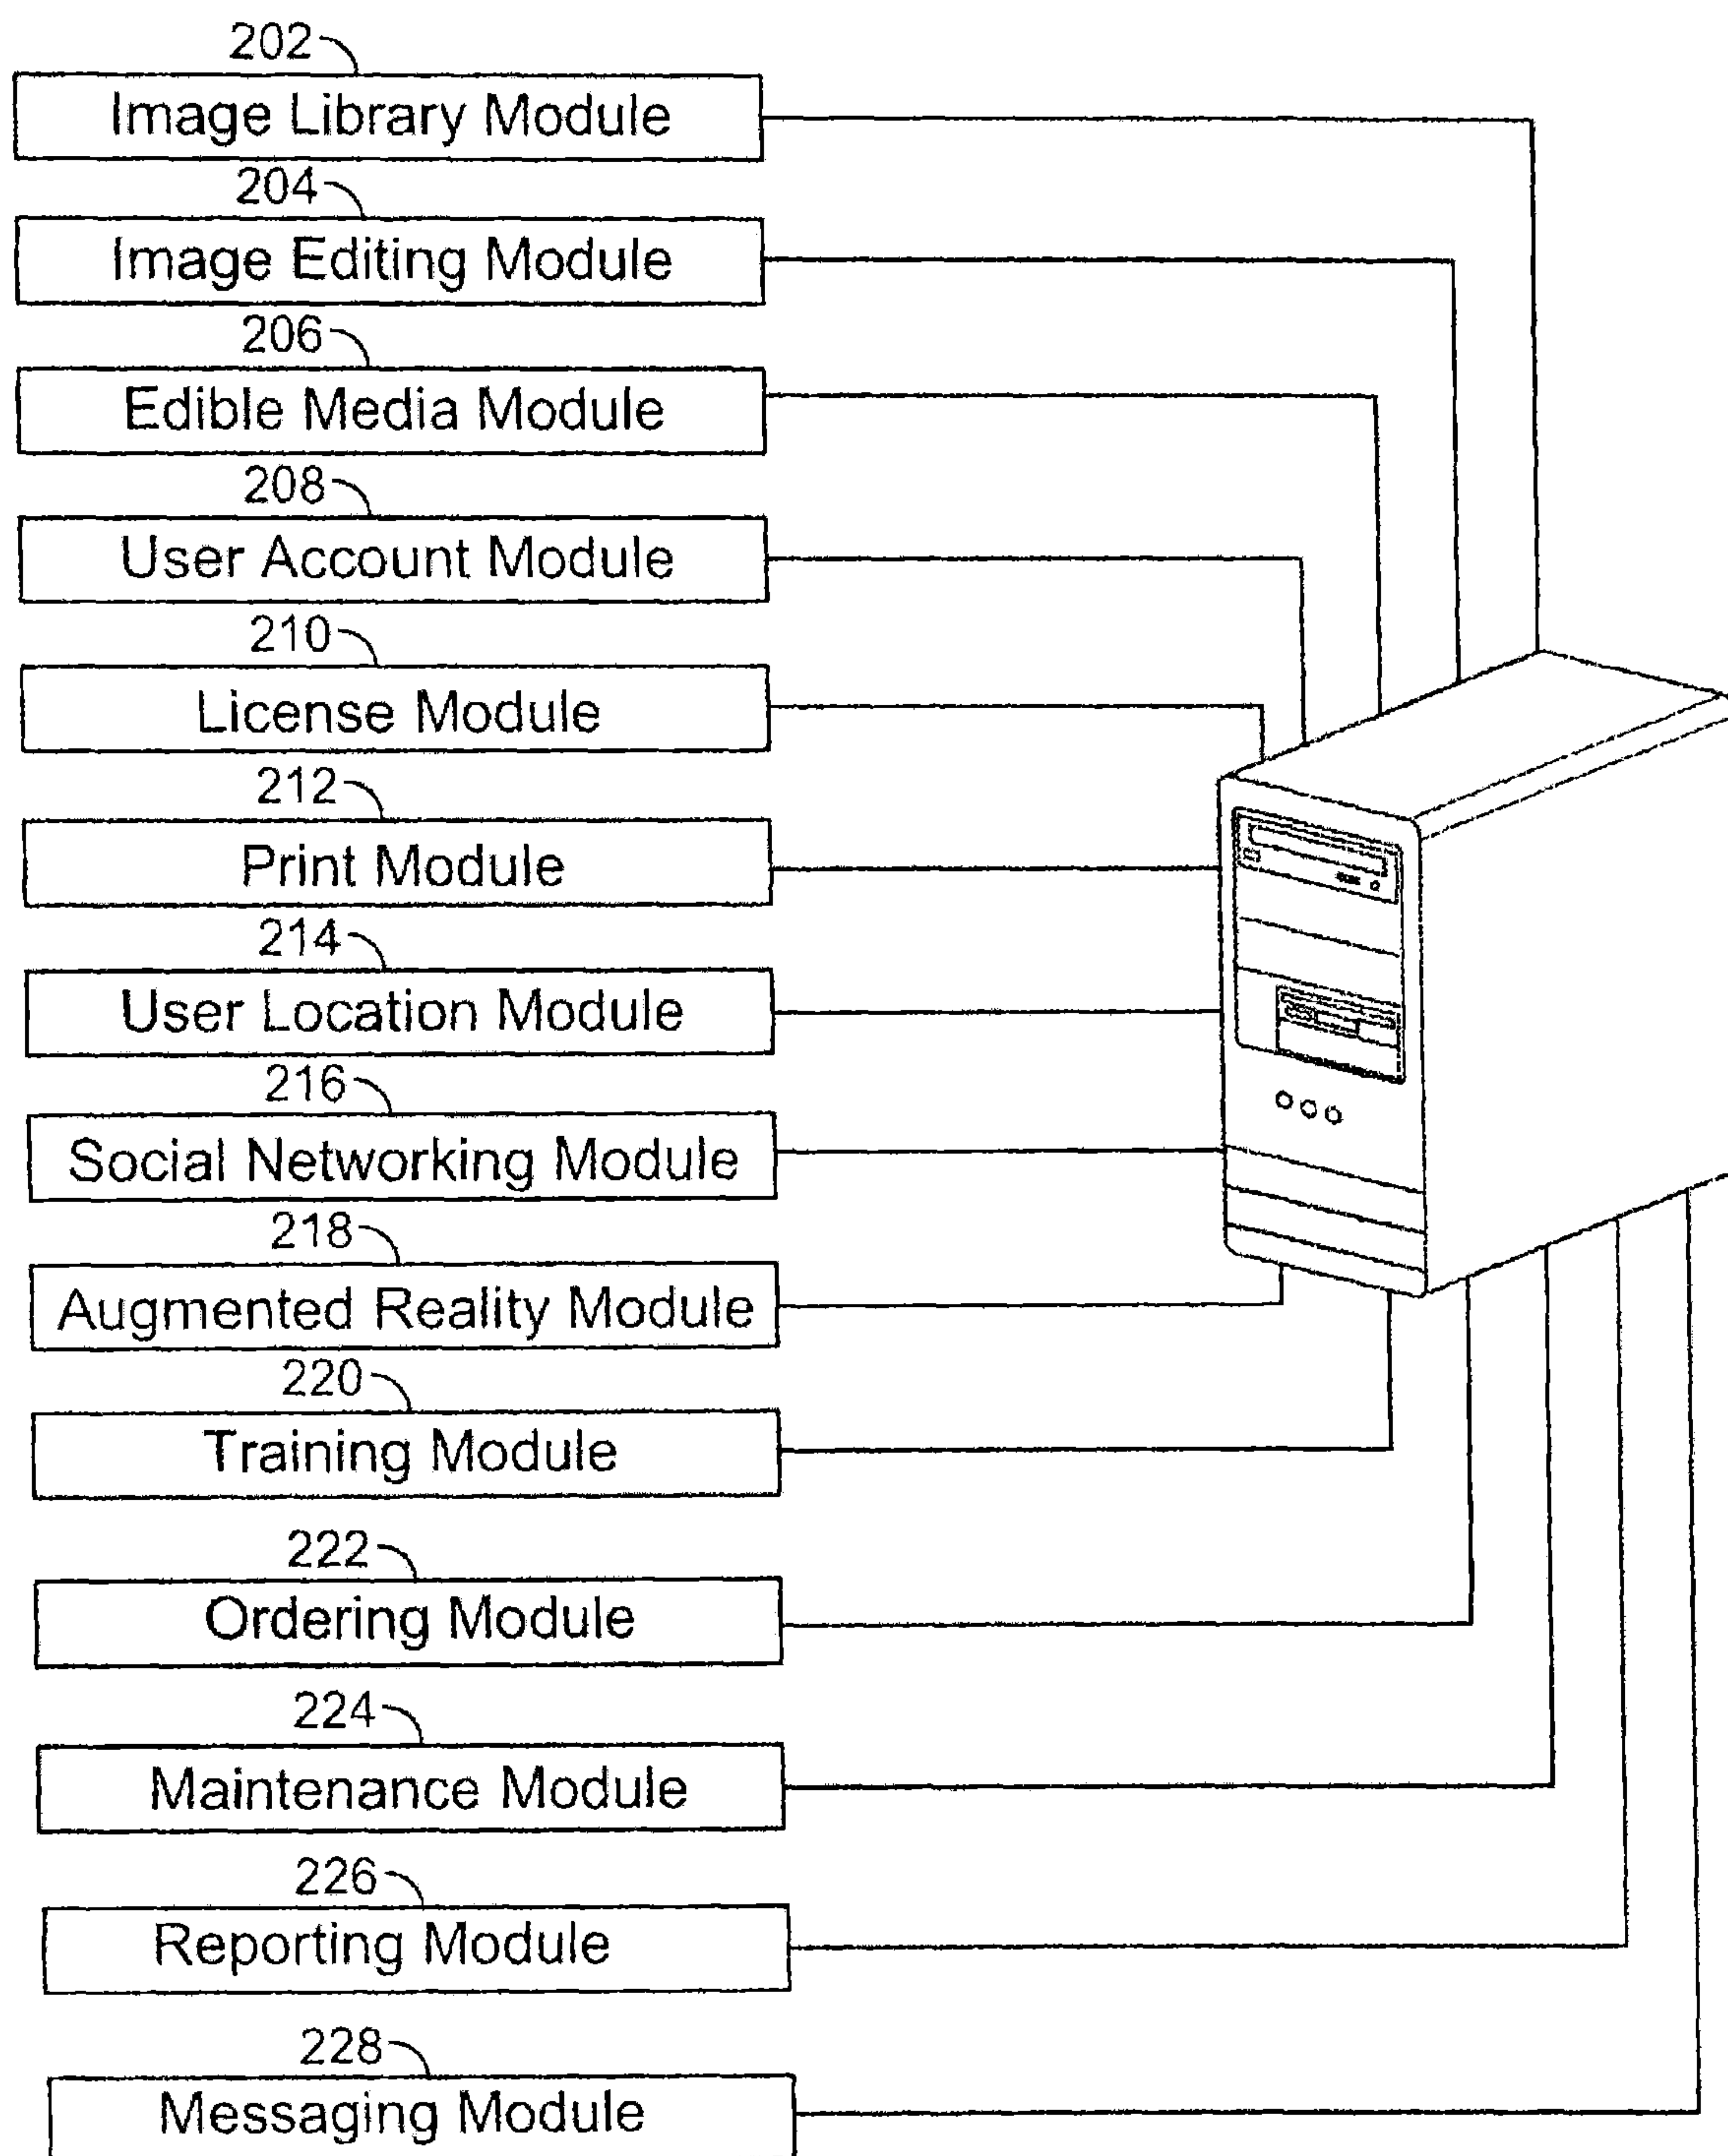 202
Image Library Module
204
Image Editing Module
206
Edible Media Module
208
User Account Module
210
License Module
212
Print Module
214
User Location Module
216
Social Networking Module
218
Augmented Reality Module
220
Training Module
222
Ordering Module
224
Maintenance Module
226
Reporting Module
228
Messaging Module